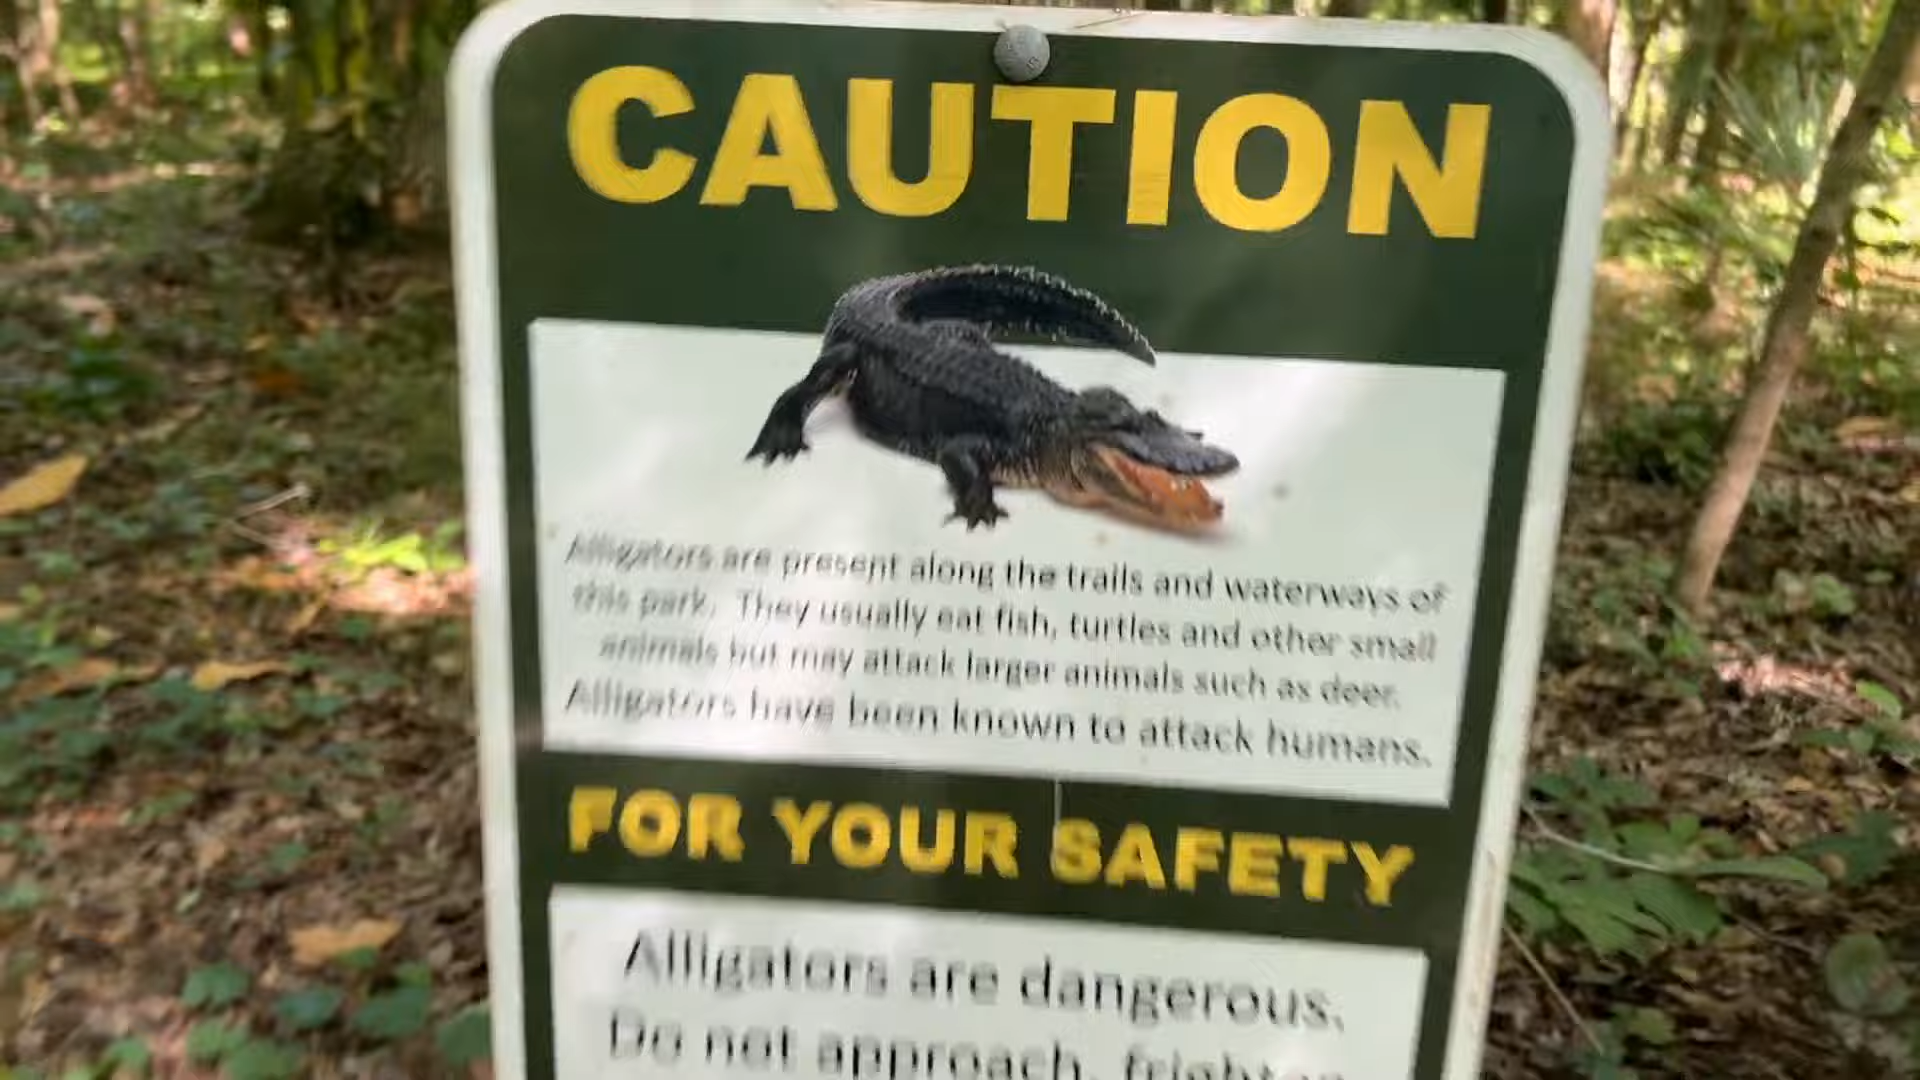 CAUTION
Alligators are present along the trails and waterways of
this park. They usually eat fish, turtles and other small
animals but may attack larger animals such as deer.
Alligators have been known to attack humans.
FOR YOUR SAFETY
Alligators are dangerous.
Do not approach, frighten